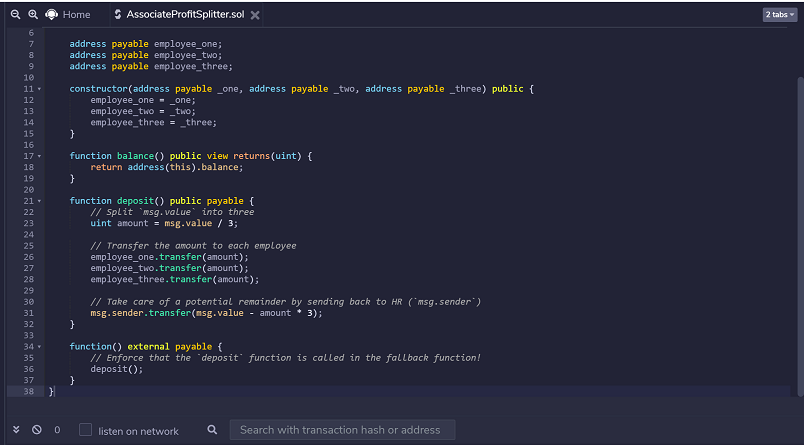 Home AssociateProfitSplitter.sol 2 tabs
6
7 address payable employee_one;
8 address payable employee_two;
9 address payable employee_three;
10
11 constructor(address payable _one, address payable _two, address payable _three) public {
12 employee_one = _one;
13 employee_two = _two;
14 employee_three = _three;
15 }
16
17 function balance() public view returns(uint) {
18 return address(this).balance;
19 }
20
21 function deposit() public payable {
22 // Split `msg.value` into three
23 uint amount = msg.value / 3;
24
25 // Transfer the amount to each employee
26 employee_one.transfer(amount);
27 employee_two.transfer(amount);
28 employee_three.transfer(amount);
29
30 // Take care of a potential remainder by sending back to HR (`msg.sender`)
31 msg.sender.transfer(msg.value - amount * 3);
32 }
33
34 function() external payable {
35 // Enforce that the `deposit` function is called in the fallback function!
36 deposit();
37 }
38 }
0 listen on network Search with transaction hash or address